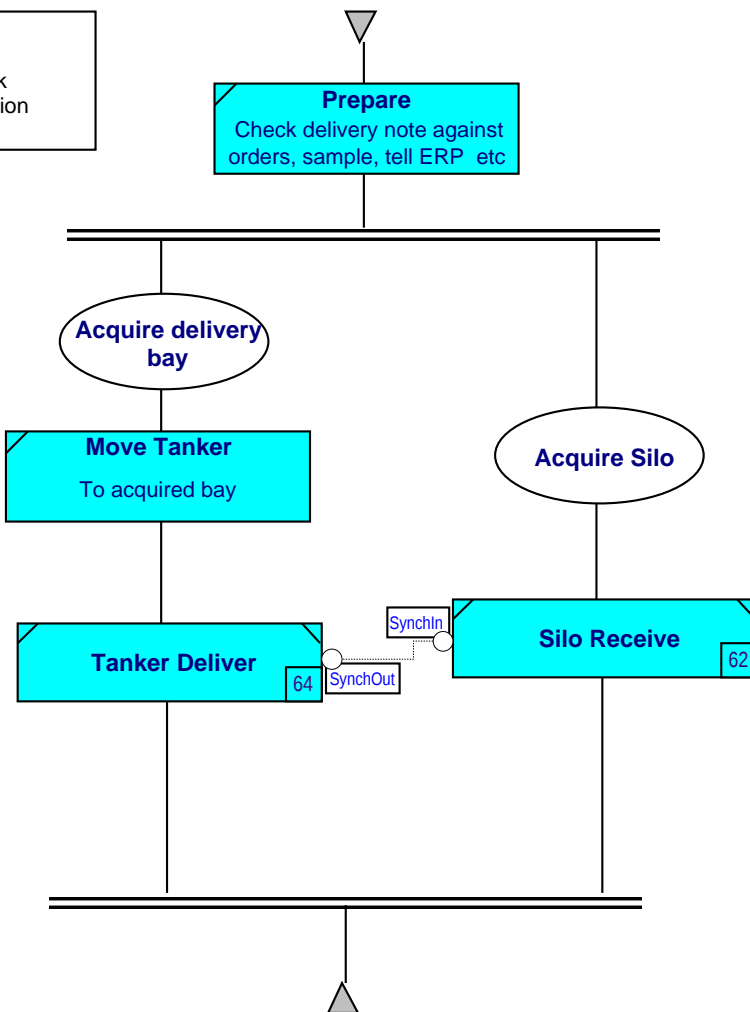 Prepare
Check delivery note against
orders, sample, tell ERP etc
Acquire delivery
bay
Move Tanker
To acquired bay
Acquire Silo
SynchIn
Silo Receive
62
Tanker Deliver
64
SynchOut